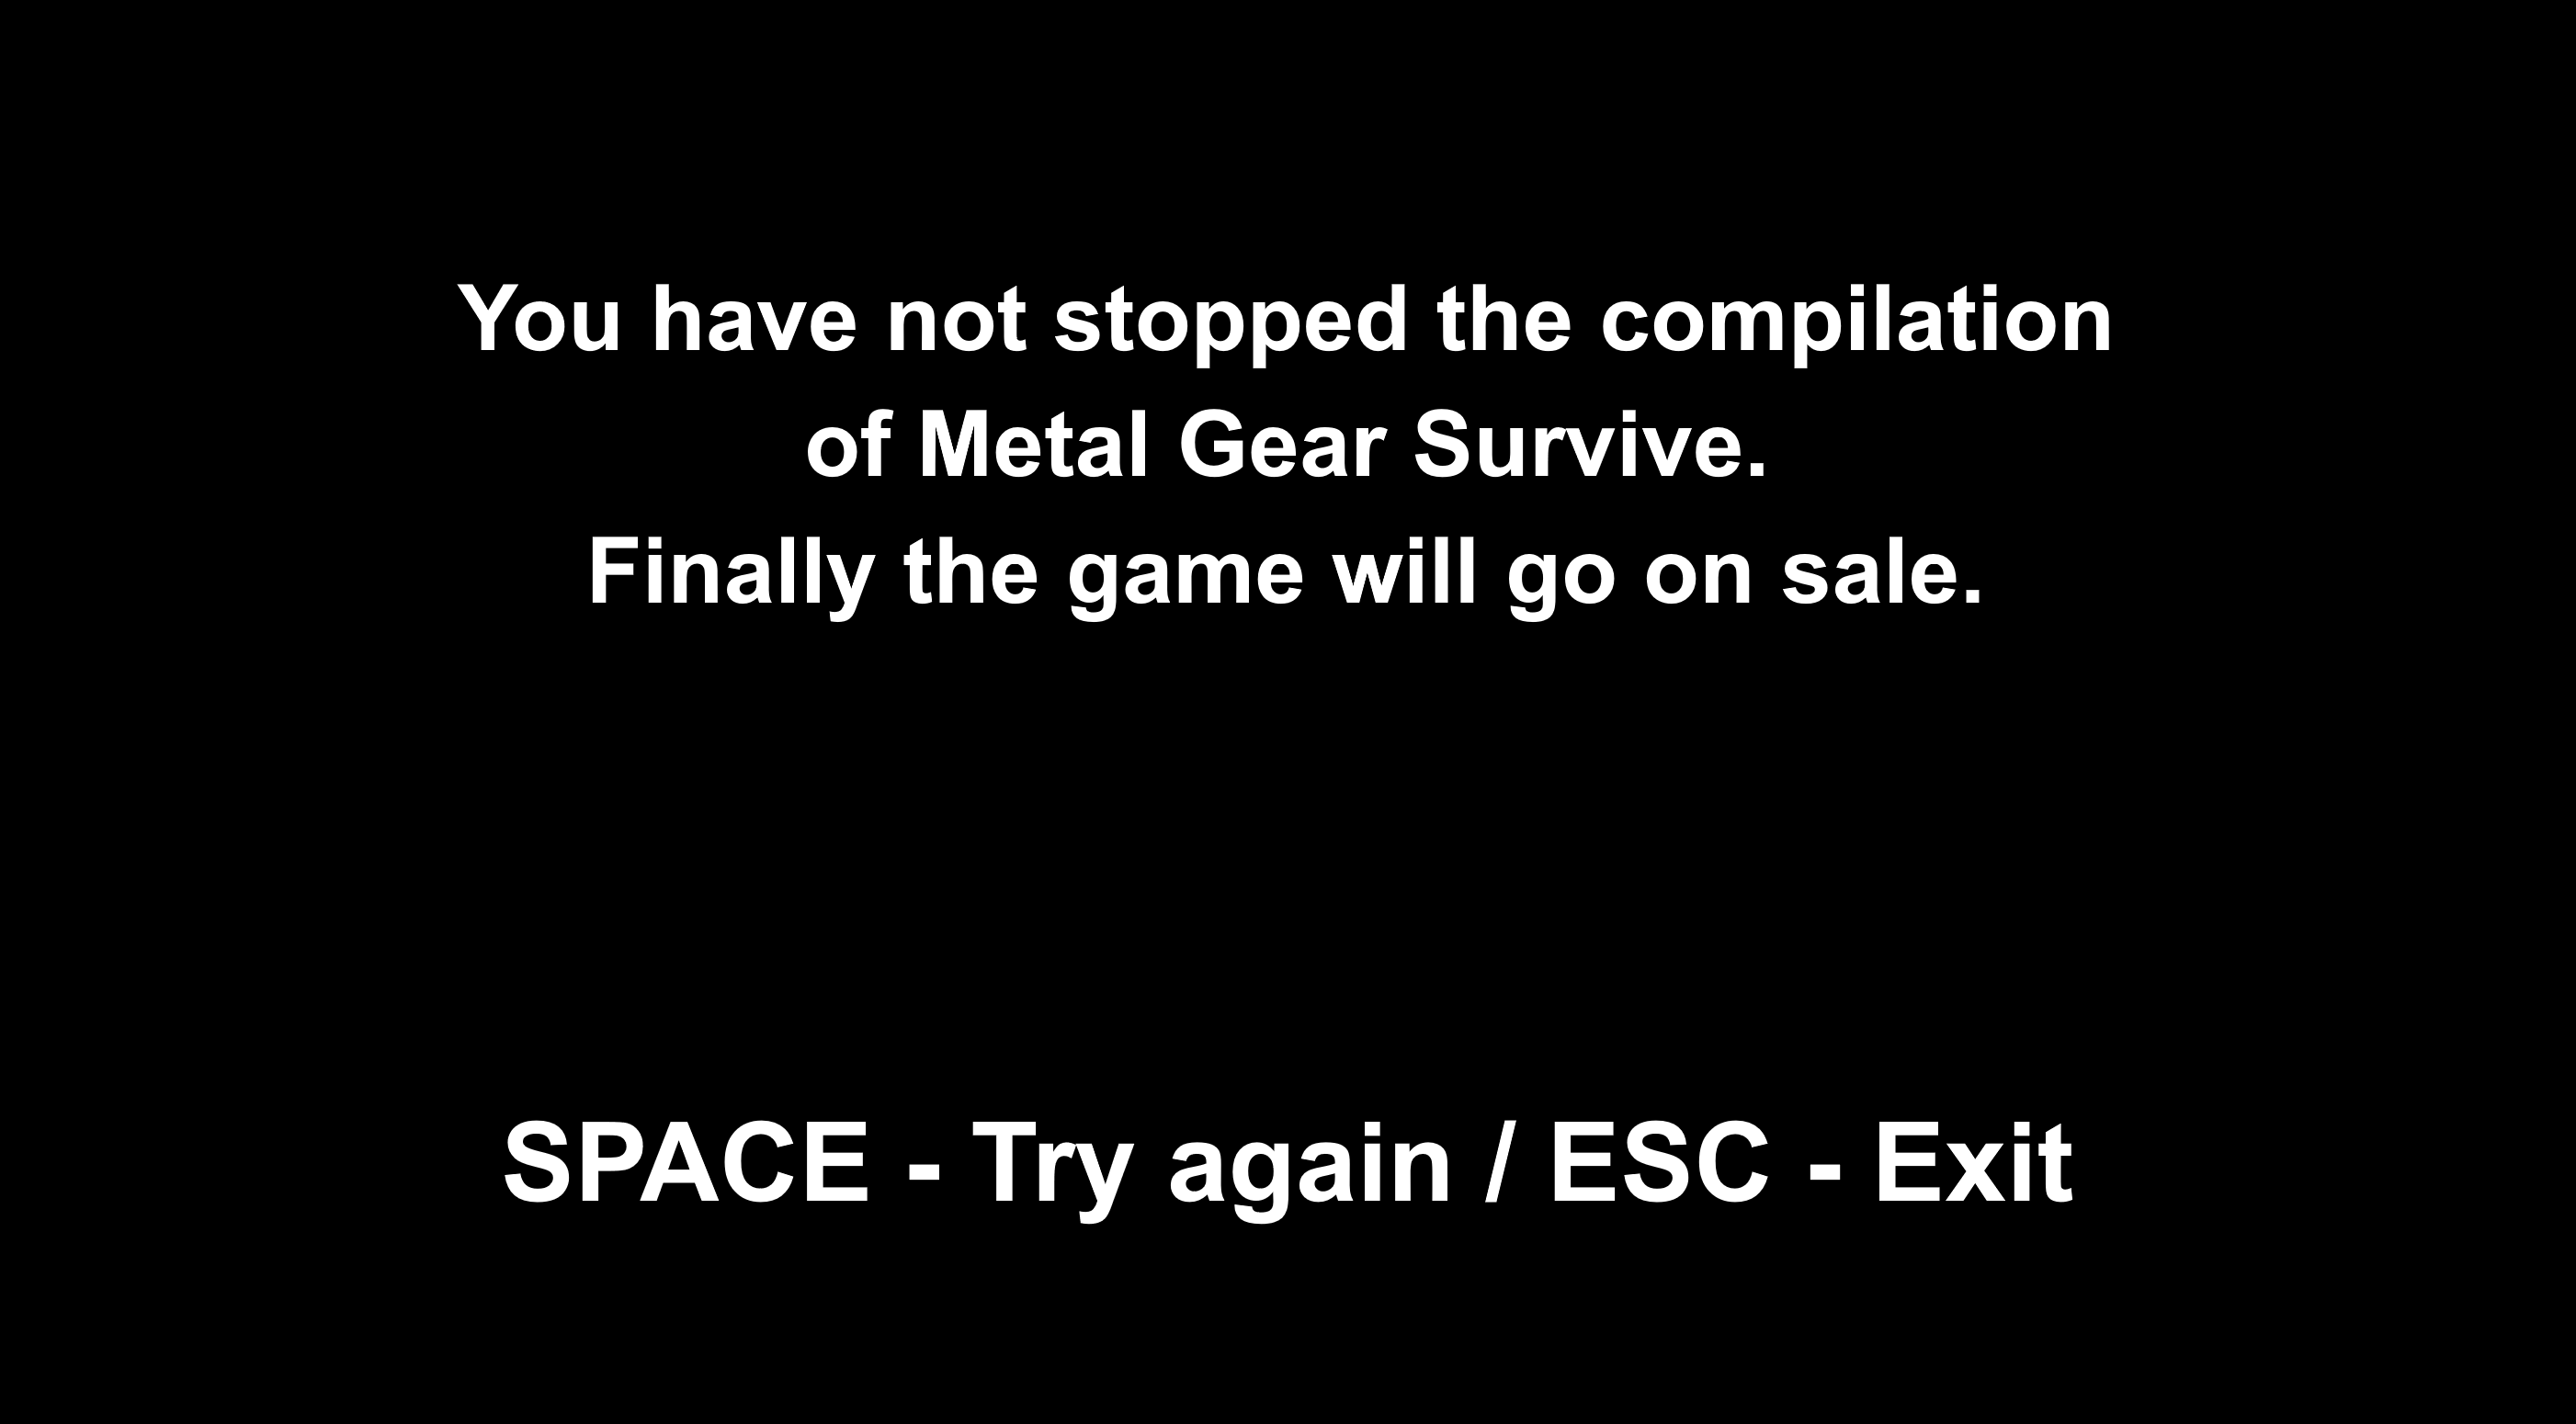 You have not stopped the compilation
of Metal Gear Survive.
Finally the game will go on sale.
SPACE - Try again / ESC - Exit